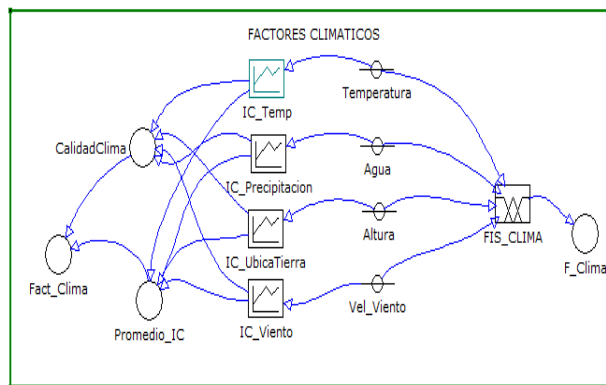 FACTORES CLIMATICOS
IC_Temp
Temperatura
CalidadClima
IC_Precipitacion
Agua
IC_UbicaTierra
Altura
FIS_CLIMA
F_Clima
Fact_Clima
Promedio_IC
IC_Viento
Vel_Viento